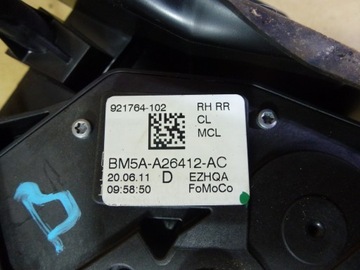 921764-102 RH RR
CL
MCL
BM5A-A26412-AC
20.06.11 D EZHQA
09:58:50 FoMoCo
D